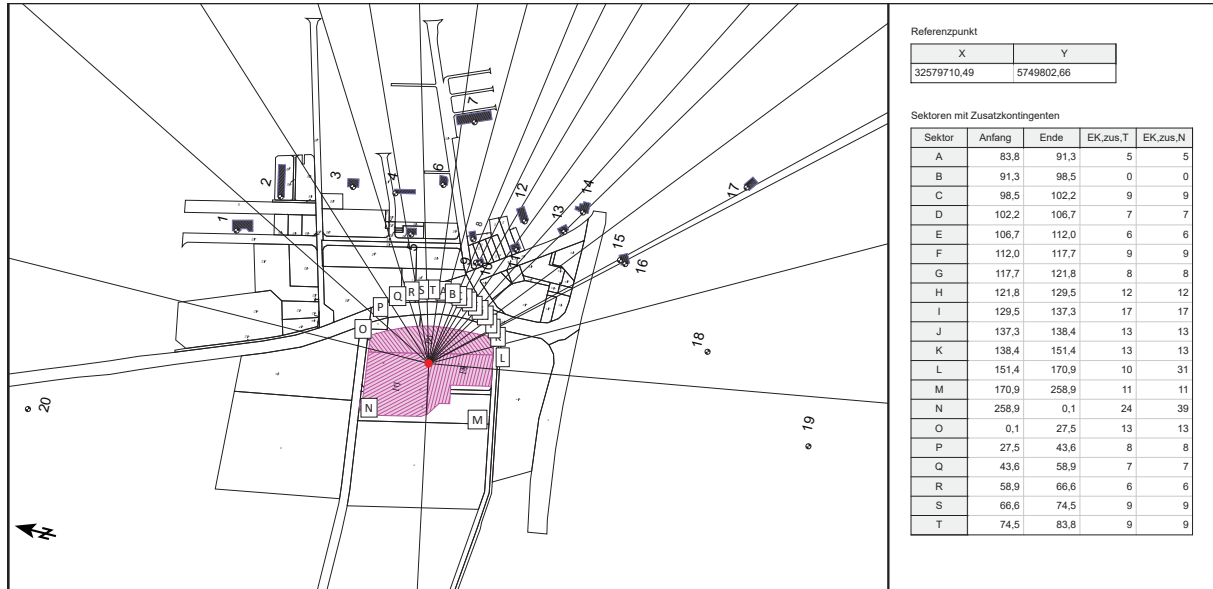 Referenzpunkt
X Y
32579710,49 5749802,66
Sektoren mit Zusatzkontingenten
Sektor Anfang Ende EK,zus,T EK,zus,N
A 83,8 91,3 5 5
B 91,3 98,5 0 0
C 98,5 102,2 9 9
D 102,2 106,7 7 7
E 106,7 112,0 6 6
F 112,0 117,7 9 9
G 117,7 121,8 8 8
H 121,8 129,5 12 12
I 129,5 137,3 17 17
J 137,3 138,4 13 13
K 138,4 151,4 13 13
L 151,4 170,9 10 31
M 170,9 258,9 11 11
N 258,9 0,1 24 39
O 0,1 27,5 13 13
P 27,5 43,6 8 8
Q 43,6 58,9 7 7
R 58,9 66,6 6 6
S 66,6 74,5 9 9
T 74,5 83,8 9 9
1
2
3
4
5
6
7
8
9
10
11
12
13
14
15
16
17
18
19
20
O
P
Q
R
S
T
A
B
L
M
N
N